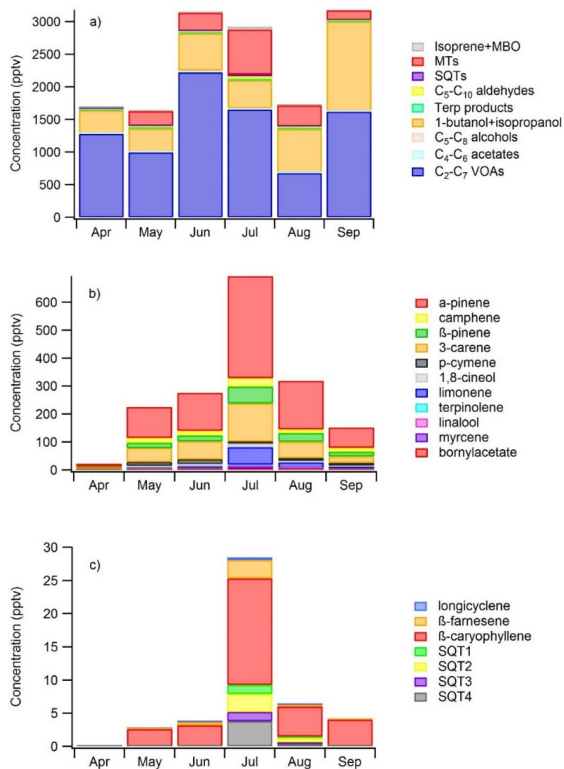 a)
3000
2500
2000
1500
1000
500
0
Concentration (pptv)
Apr May Jun Jul Aug Sep
Isoprene+MBO
MTs
SQTs
C₅-C₁₀ aldehydes
Terp products
1-butanol+isopropanol
C₅-C₈ alcohols
C₄-C₆ acetates
C₂-C₇ VOAs
b)
600
500
400
300
200
100
0
Concentration (pptv)
Apr May Jun Jul Aug Sep
a-pinene
camphene
ß-pinene
3-carene
p-cymene
1,8-cineol
limonene
terpinolene
linalool
myrcene
bornylacetate
c)
30
25
20
15
10
5
0
Concentration (pptv)
Apr May Jun Jul Aug Sep
longicyclene
ß-farnesene
ß-caryophyllene
SQT1
SQT2
SQT3
SQT4